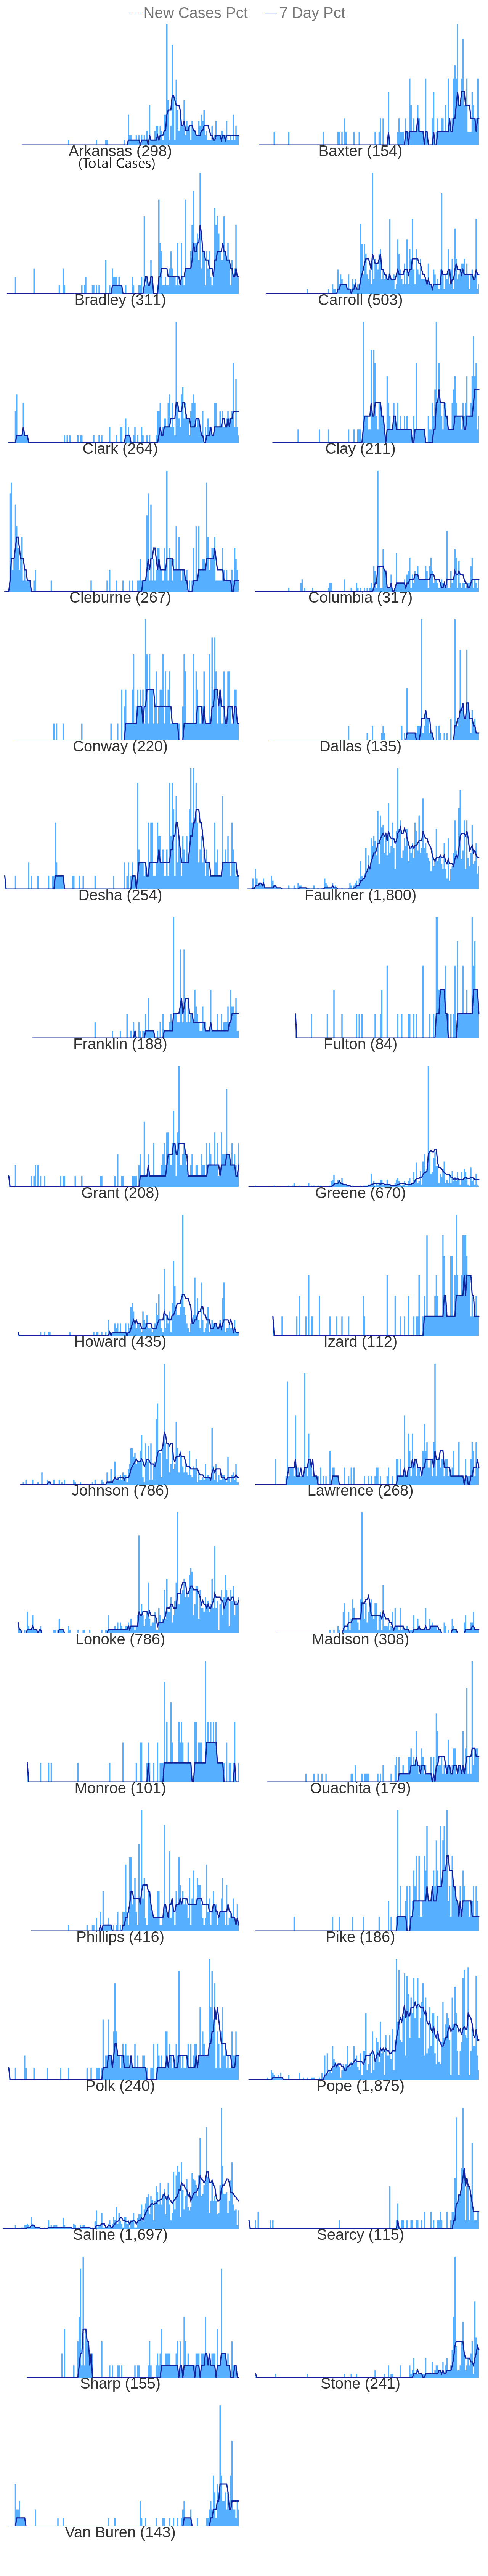 New Cases Pct 7 Day Pct
Arkansas (298) Baxter (154)
(Total Cases)
Bradley (311) Carroll (503)
Clark (264) Clay (211)
Cleburne (267) Columbia (317)
Conway (220) Dallas (135)
Desha (254) Faulkner (1,800)
Franklin (188) Fulton (84)
Grant (208) Greene (670)
Howard (435) Izard (112)
Johnson (786) Lawrence (268)
Lonoke (786) Madison (308)
Monroe (101) Ouachita (179)
Phillips (416) Pike (186)
Polk (240) Pope (1,875)
Saline (1,697) Searcy (115)
Sharp (155) Stone (241)
Van Buren (143)